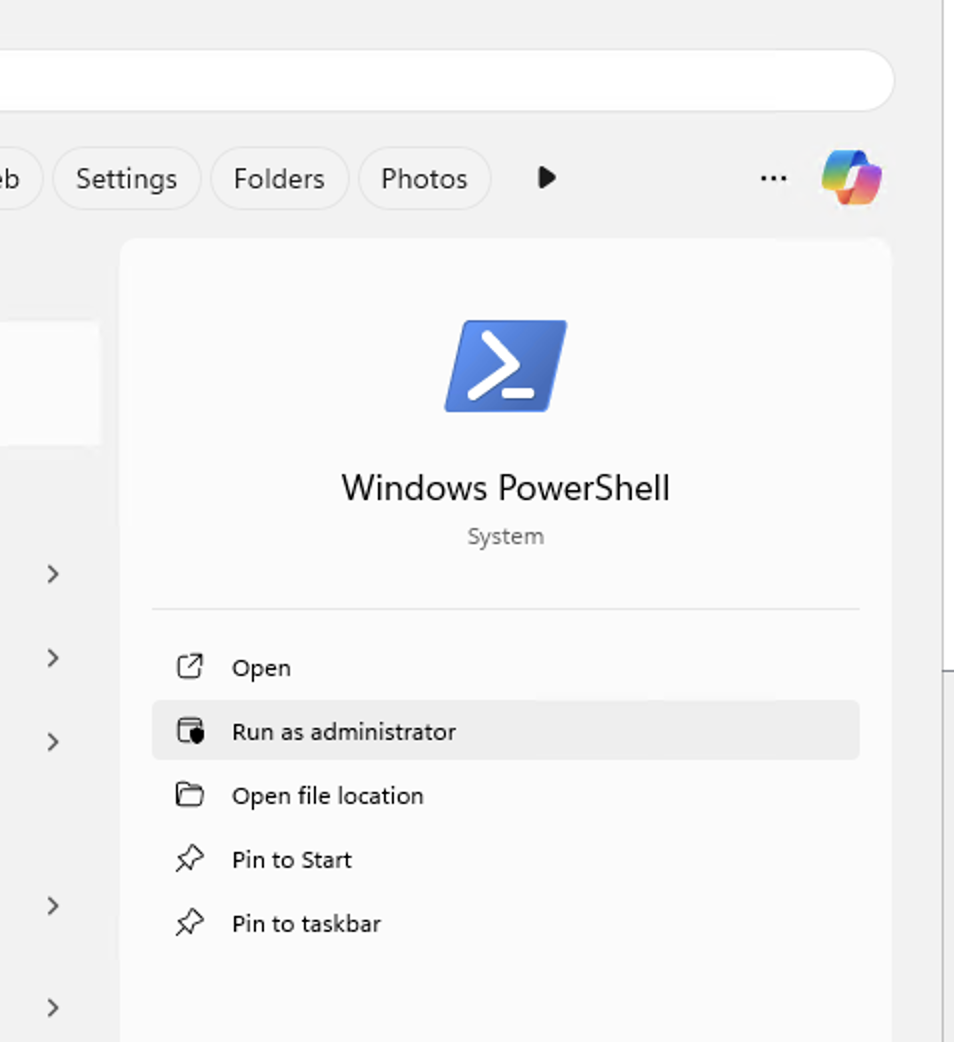 eb
Settings
Folders
Photos
Windows PowerShell
System
Open
Run as administrator
Open file location
Pin to Start
Pin to taskbar